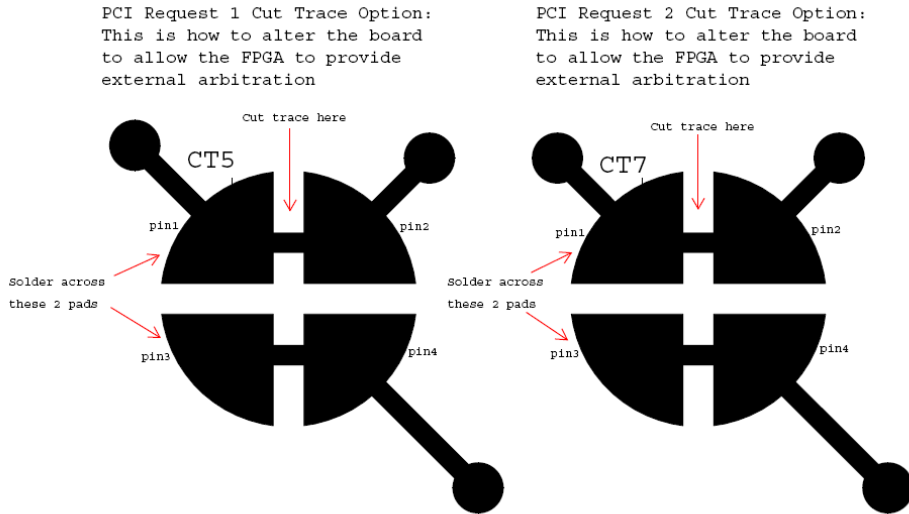 PCI Request 1 Cut Trace Option:
This is how to alter the board
to allow the FPGA to provide
external arbitration
Cut trace here
CT5
pin1
pin2
Solder across
these 2 pads
pin3
pin4
PCI Request 2 Cut Trace Option:
This is how to alter the board
to allow the FPGA to provide
external arbitration
Cut trace here
CT7
pin1
pin2
Solder across
these 2 pads
pin3
pin4